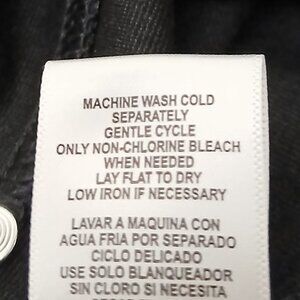 MACHINE WASH COLD
SEPARATELY
GENTLE CYCLE
ONLY NON-CHLORINE BLEACH
WHEN NEEDED
LAY FLAT TO DRY
LOW IRON IF NECESSARY
LAVAR A MAQUINA CON
AGUA FRIA POR SEPARADO
CICLO DELICADO
USE SOLO BLANQUEADOR
SIN CLORO SI NECESITA